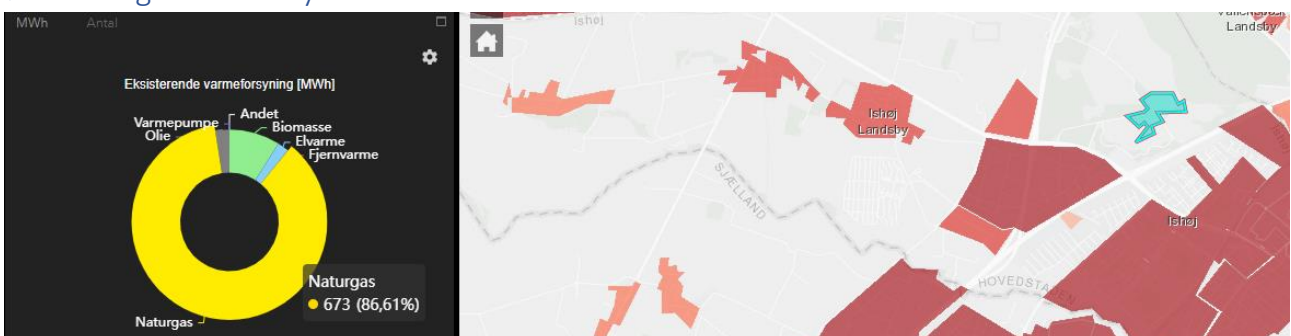 MWh Antal
Eksisterende varmeforsyning [MWh]
Andet
Varmepumpe
Biomasse
Olie
Elvarme
Fjernvarme
Naturgas
673 (86,61%)
Naturgas
Ishøj
Landsby
Ishøj
Landsby
SJÆLLAND
Ishøj
HOVEDSTADEN